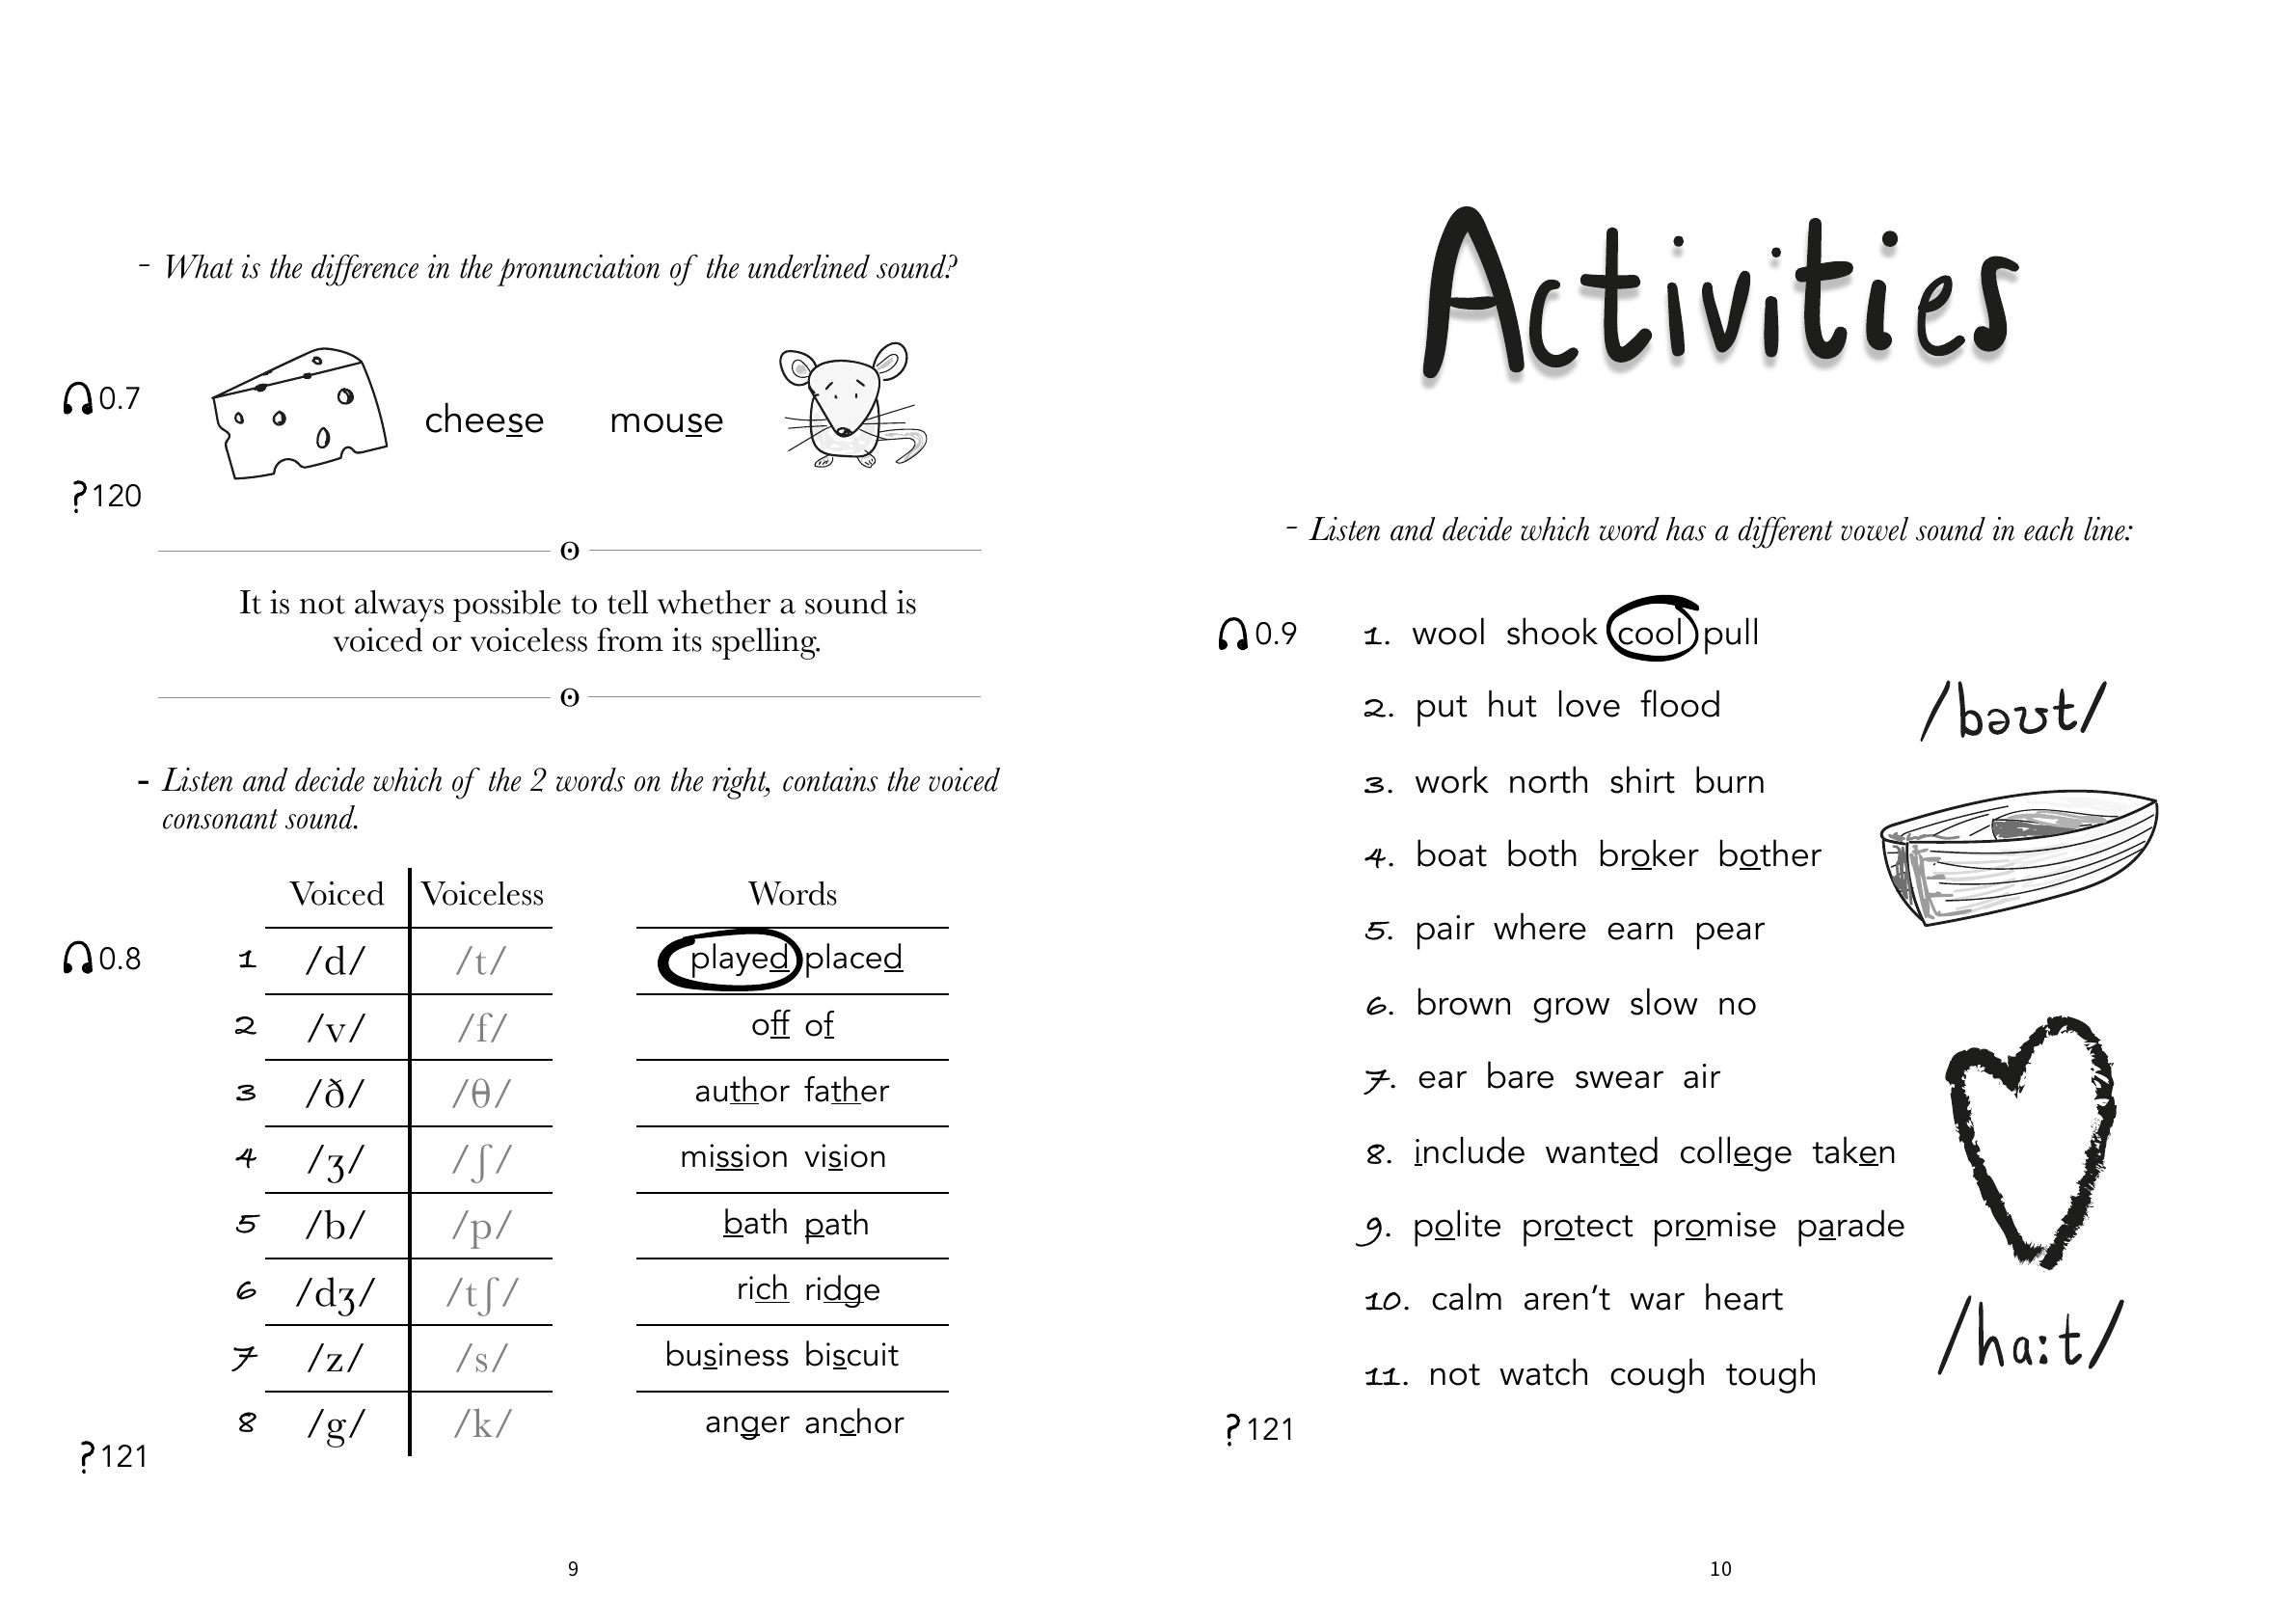 - What is the difference in the pronunciation of the underlined sound?
0.7
cheese mouse
?120
It is not always possible to tell whether a sound is
voiced or voiceless from its spelling.
- Listen and decide which of the 2 words on the right, contains the voiced
consonant sound.
Voiced Voiceless Words
0.8
1 /d/ /t/ played placed
2 /v/ /f/ off of
3 /ð/ /θ/ author father
4 /ʒ/ /ʃ/ mission vision
5 /b/ /p/ bath path
6 /dʒ/ /tʃ/ rich ridge
7 /z/ /s/ business biscuit
8 /g/ /k/ anger anchor
?121
9
Activities
- Listen and decide which word has a different vowel sound in each line:
0.9
1. wool shook cool pull
2. put hut love flood
/bəʊt/
3. work north shirt burn
4. boat both broker bother
5. pair where earn pear
6. brown grow slow no
7. ear bare swear air
8. include wanted college taken
9. polite protect promise parade
10. calm aren’t war heart
/hɑːt/
11. not watch cough tough
?121
10